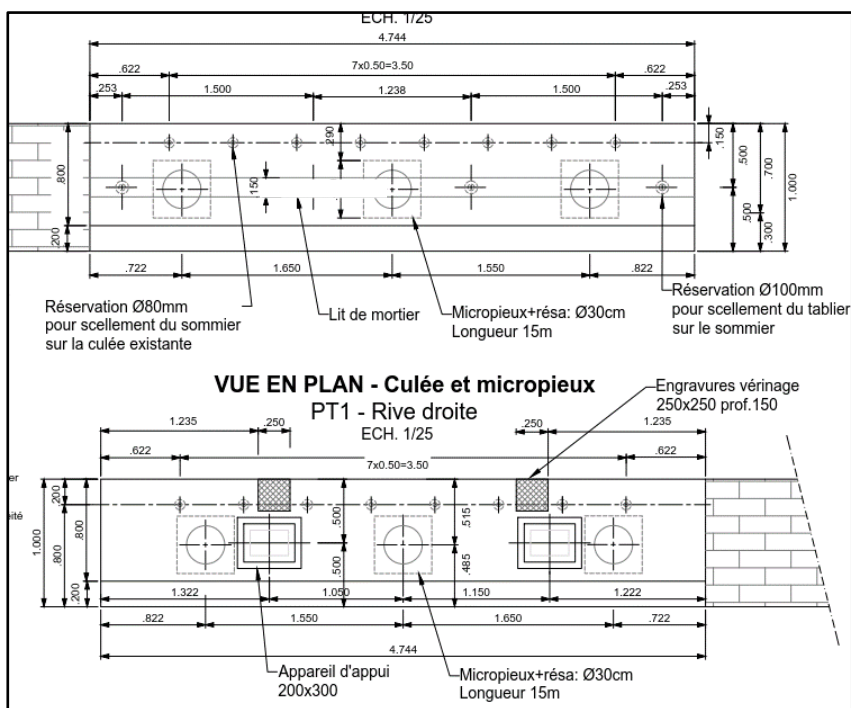 ECH. 1/25
4.744
.622 7x0.50=3.50 .622
.253 1.500 1.238 1.500 .253
.800
.200
.290
.150
.150
.500
.500
.700
.300
1.000
.722 1.650 1.550 .822
Réservation Ø80mm
pour scellement du sommier
sur la culée existante
Lit de mortier
Micropieux+résa: Ø30cm
Longueur 15m
Réservation Ø100mm
pour scellement du tablier
sur le sommier
VUE EN PLAN - Culée et micropieux
PT1 - Rive droite
ECH. 1/25
Engravures vérinage
250x250 prof.150
1.235 .250 .250 1.235
.622 7x0.50=3.50 .622
er
eité
1.000
.200
.800
.800
.200
.500
.500
.515
.485
1.322 1.050 1.150 1.222
.822 1.550 1.650 .722
4.744
Appareil d'appui
200x300
Micropieux+résa: Ø30cm
Longueur 15m